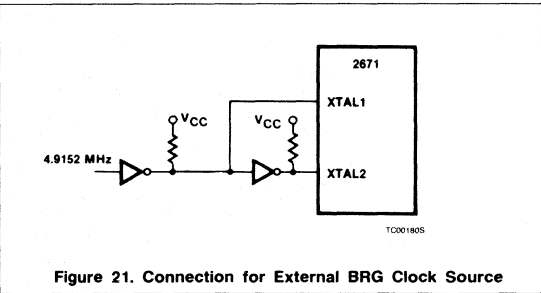 2671
XTAL1
VCC
VCC
4.9152 MHz
XTAL2
TC00180S
Figure 21. Connection for External BRG Clock Source